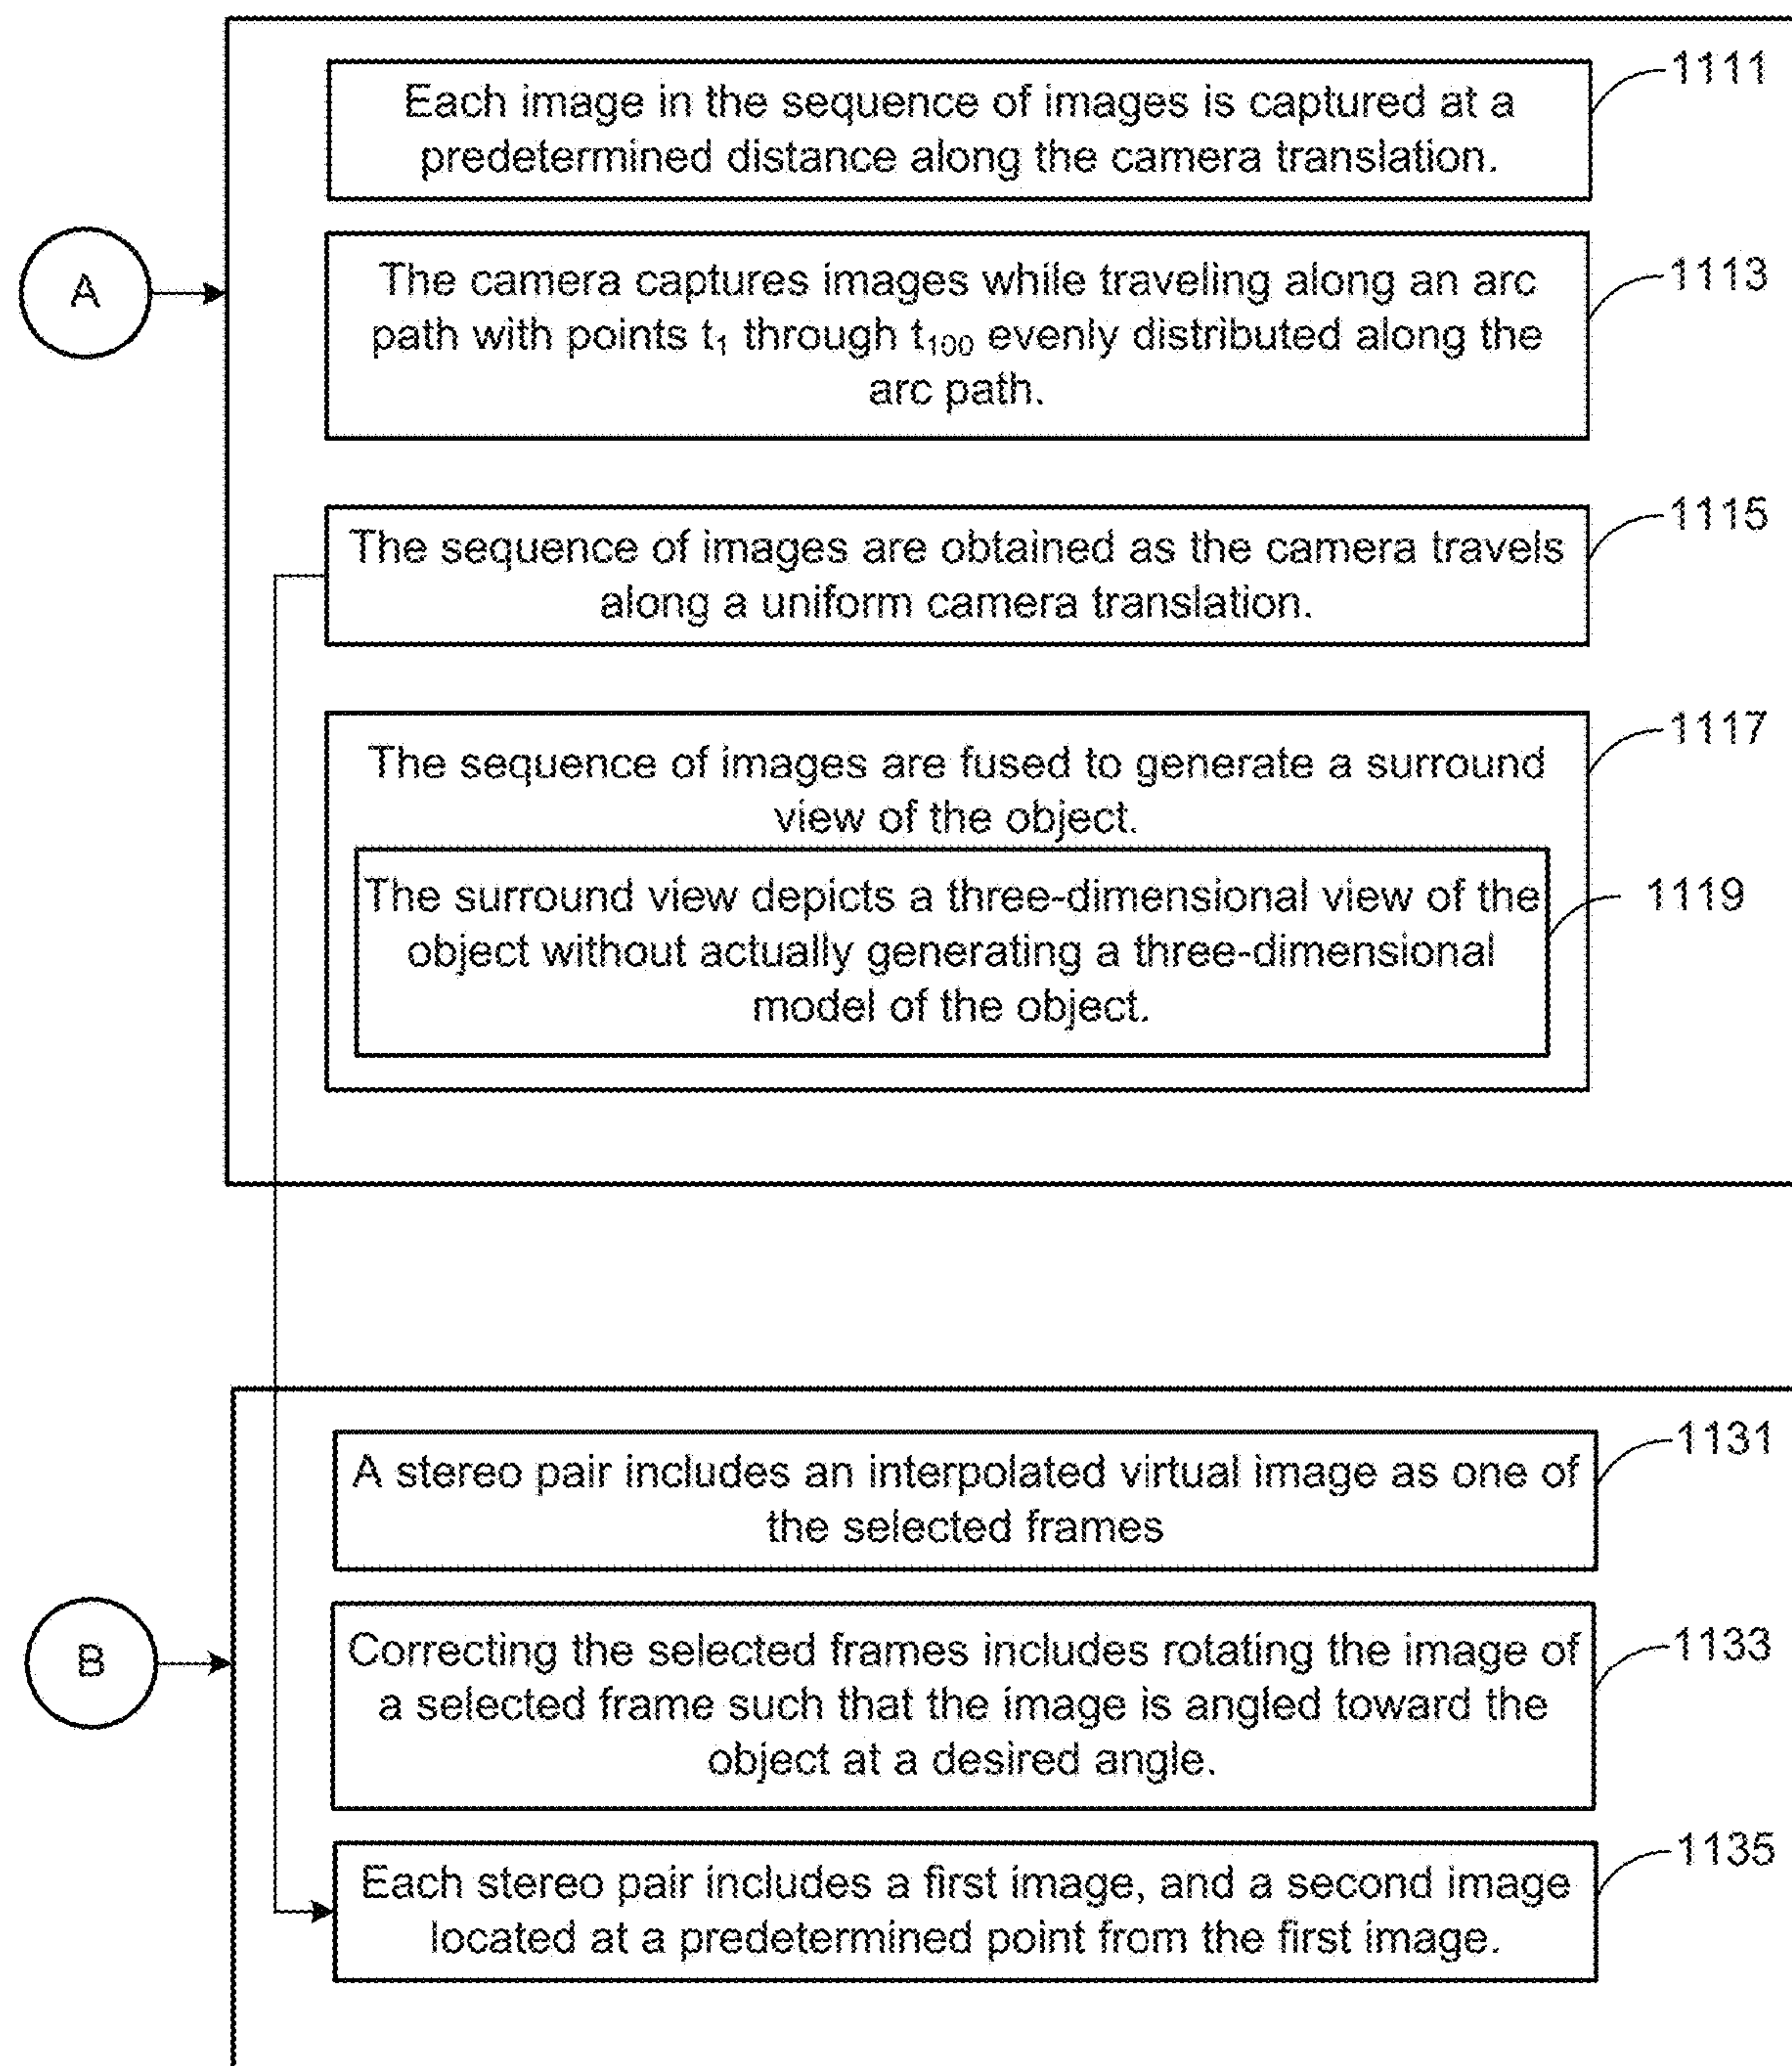 1111
Each image in the sequence of images is captured at a
predetermined distance along the camera translation.
A
1113
The camera captures images while traveling along an arc
path with points t₁ through t₁₀₀ evenly distributed along the
arc path.
1115
The sequence of images are obtained as the camera travels
along a uniform camera translation.
1117
The sequence of images are fused to generate a surround
view of the object.
1119
The surround view depicts a three-dimensional view of the
object without actually generating a three-dimensional
model of the object.
1131
A stereo pair includes an interpolated virtual image as one of
the selected frames
B
1133
Correcting the selected frames includes rotating the image of
a selected frame such that the image is angled toward the
object at a desired angle.
1135
Each stereo pair includes a first image, and a second image
located at a predetermined point from the first image.